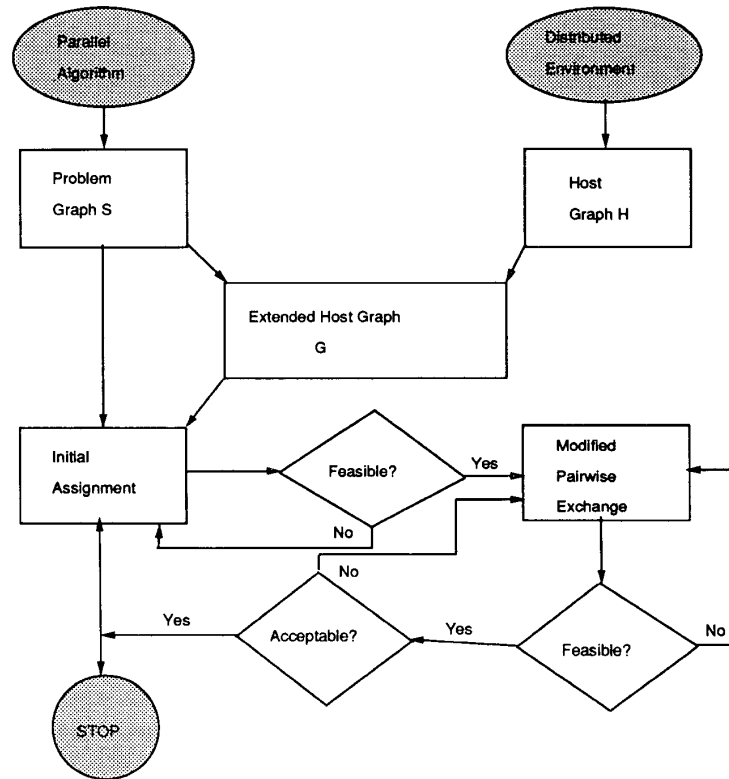 Parallel
Algorithm
Distributed
Environment
Problem
Graph S
Host
Graph H
Extended Host Graph
G
Initial
Assignment
Feasible?
Yes
No
Modified
Pairwise
Exchange
No
Yes
Acceptable?
Yes
Feasible?
No
STOP